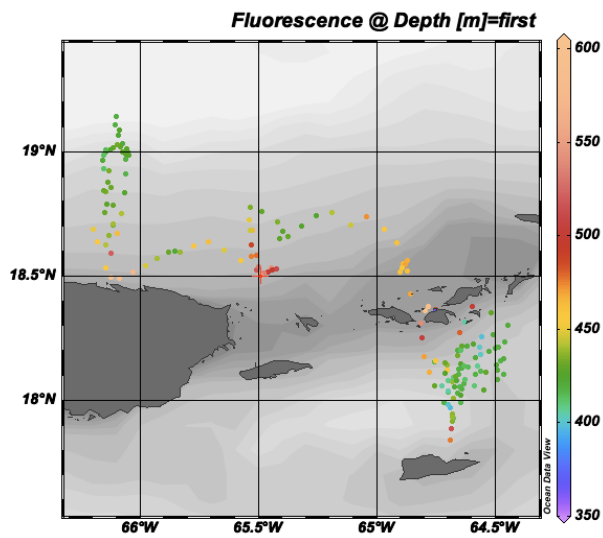 Fluorescence @ Depth [m]=first
600
19°N
550
500
18.5°N
450
18°N
400
Ocean Data View
350
66°W
65.5°W
65°W
64.5°W